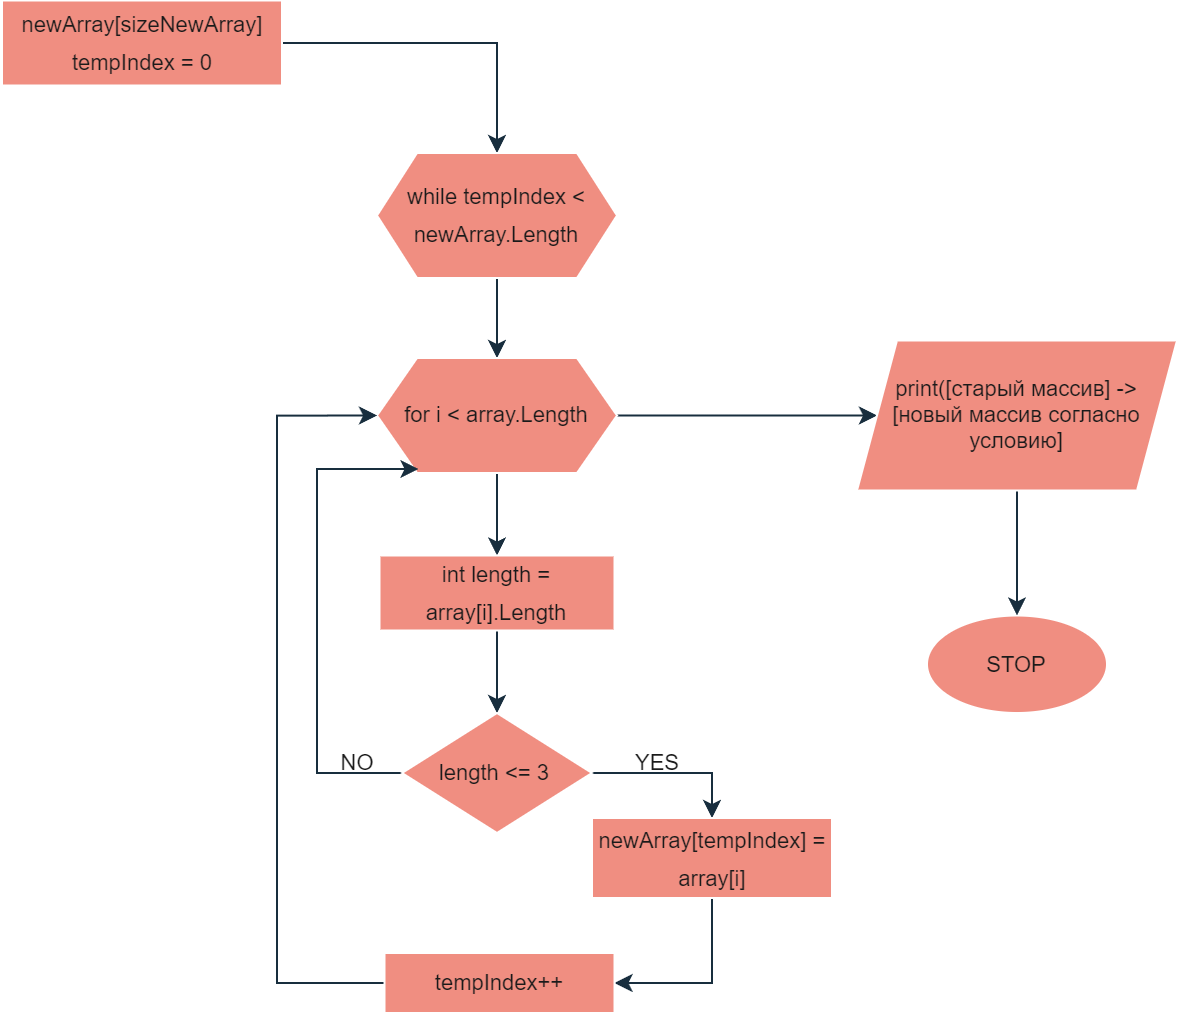 newArray[sizeNewArray]
tempIndex = 0
while tempIndex <
newArray.Length
for i < array.Length
print([старый массив] ->
[новый массив согласно
условию]
int length =
array[i].Length
STOP
NO
length <= 3
YES
newArray[tempIndex] =
array[i]
tempIndex++